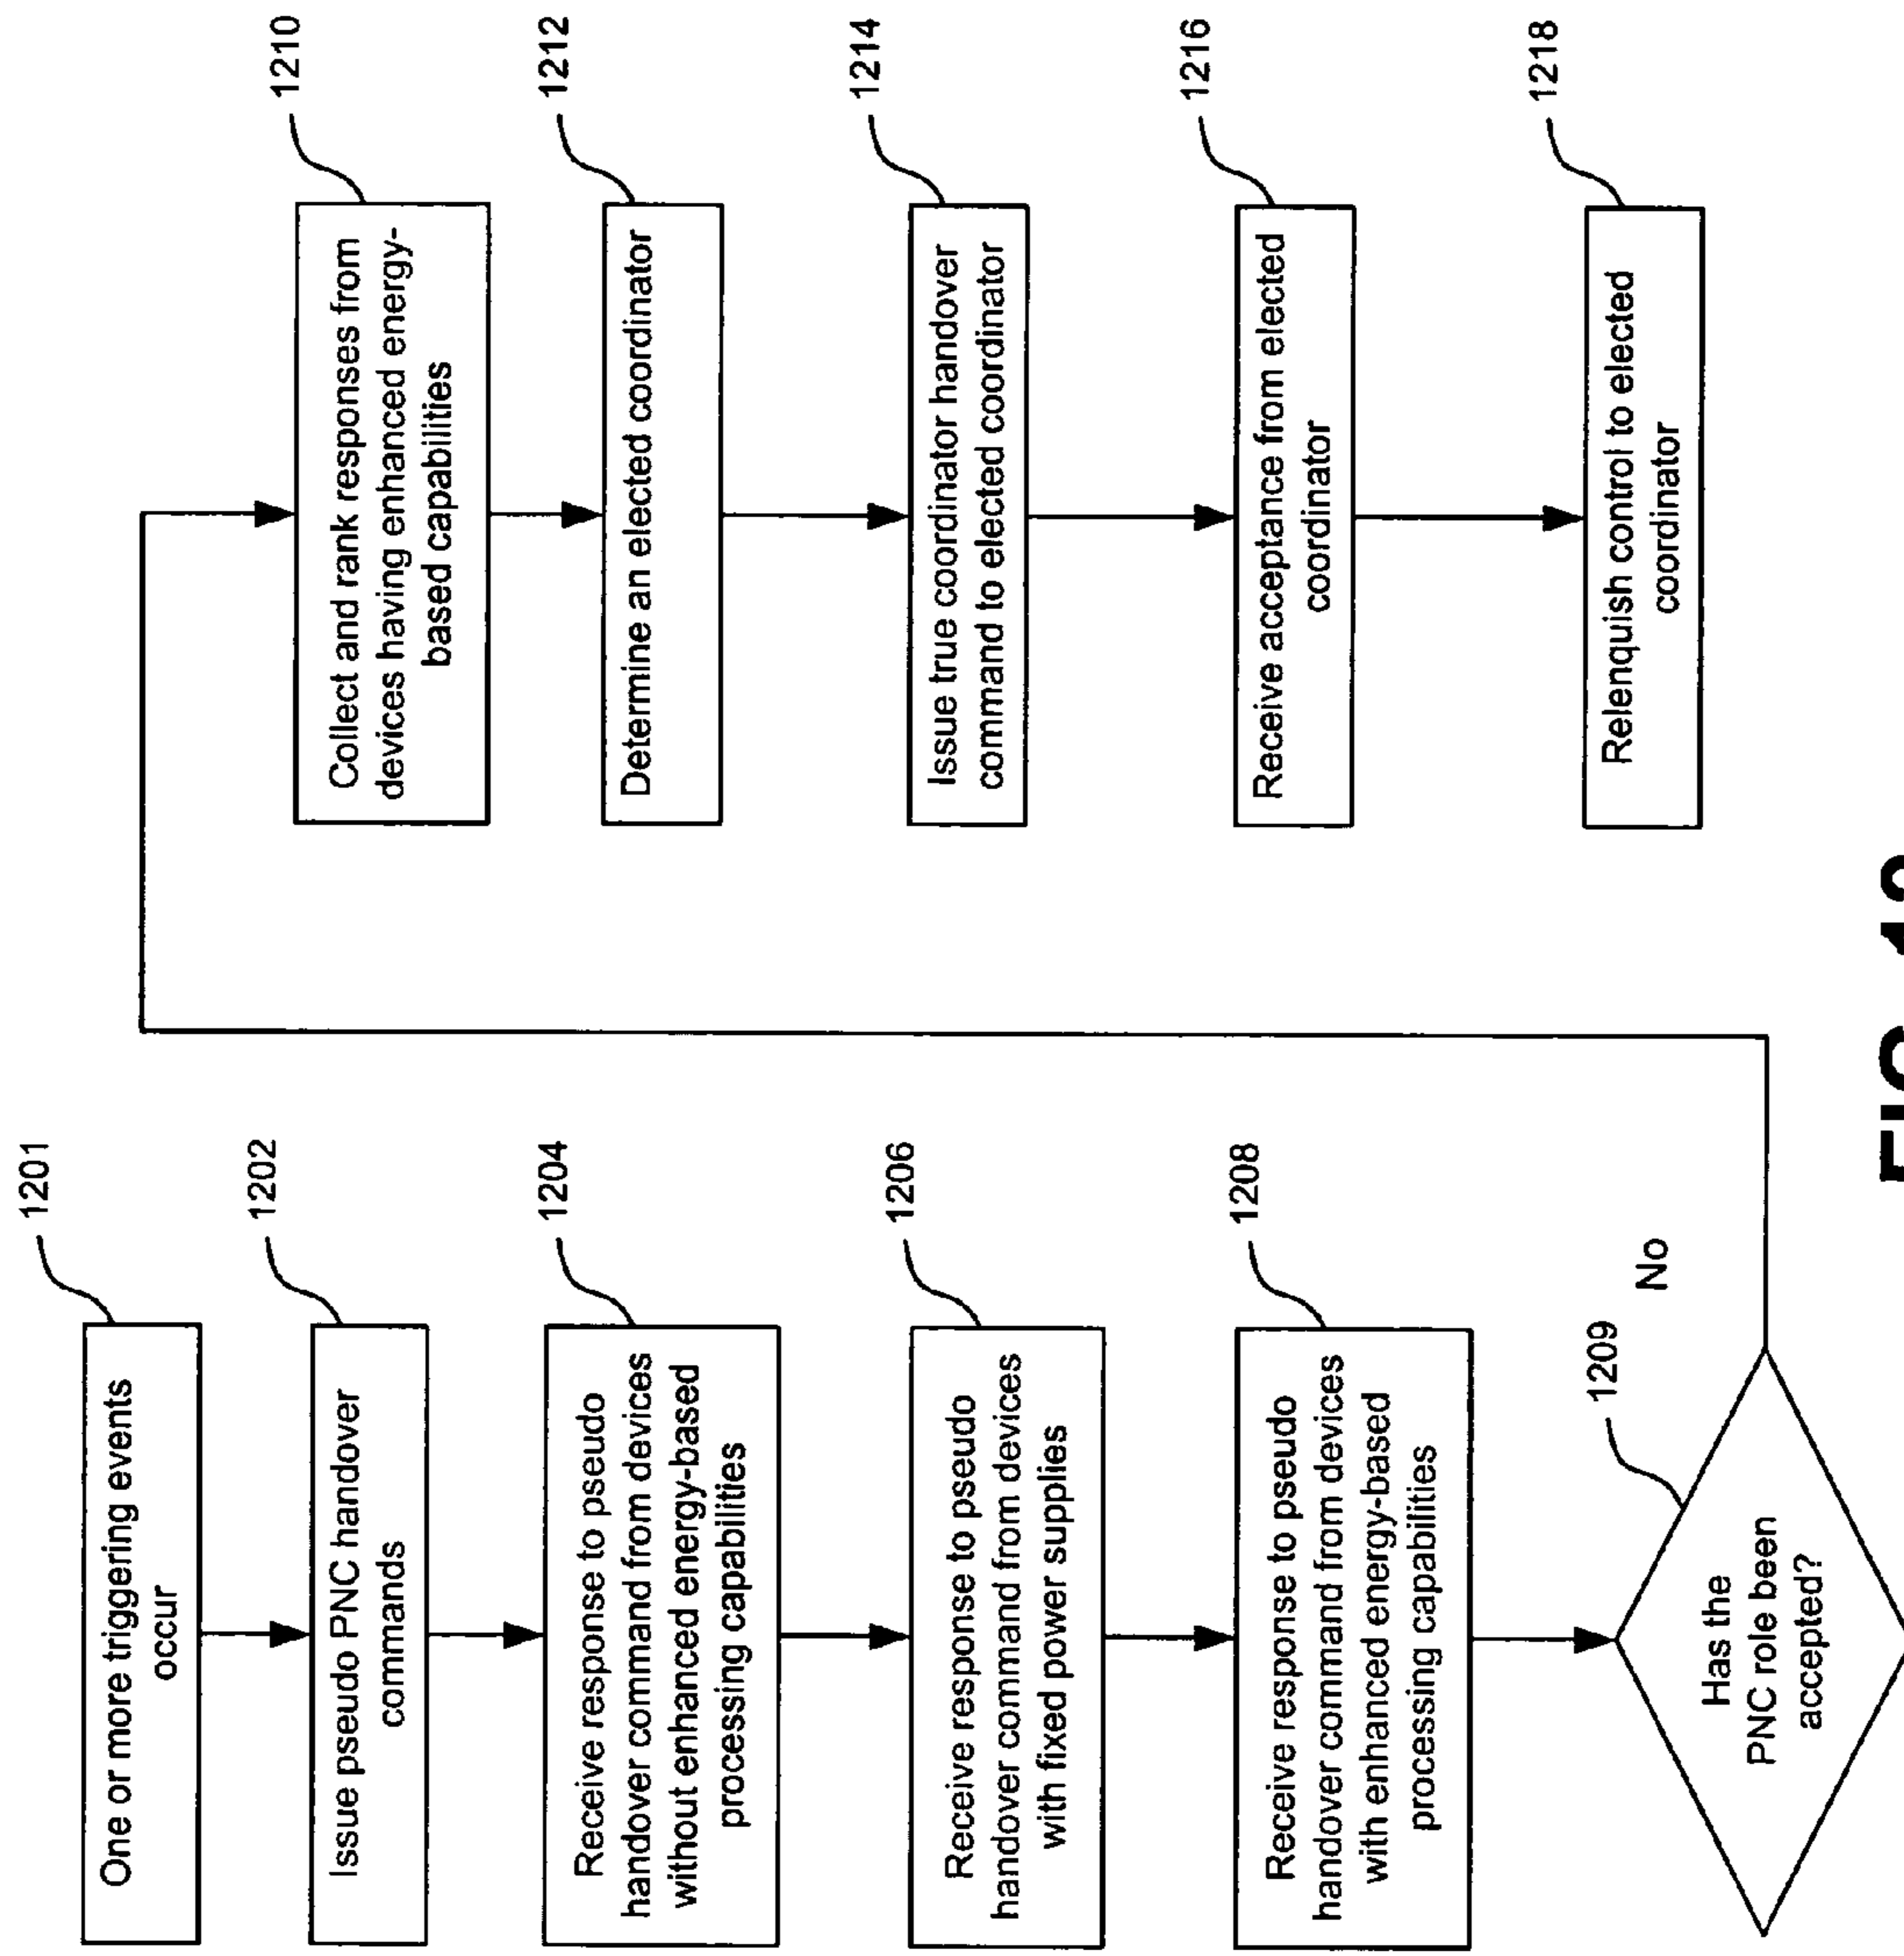 1201
One or more triggering events
occur
1202
Issue pseudo PNC handover
commands
1204
Receive response to pseudo
handover command from devices
without enhanced energy-based
processing capabilities
1206
Receive response to pseudo
handover command from devices
with fixed power supplies
1208
Receive response to pseudo
handover command from devices
with enhanced energy-based
processing capabilities
1209
Has the
PNC role been
accepted?
No
1210
Collect and rank responses from
devices having enhanced energy-
based capabilities
1212
Determine an elected coordinator
1214
Issue true coordinator handover
command to elected coordinator
1216
Receive acceptance from elected
coordinator
1218
Relenquish control to elected
coordinator